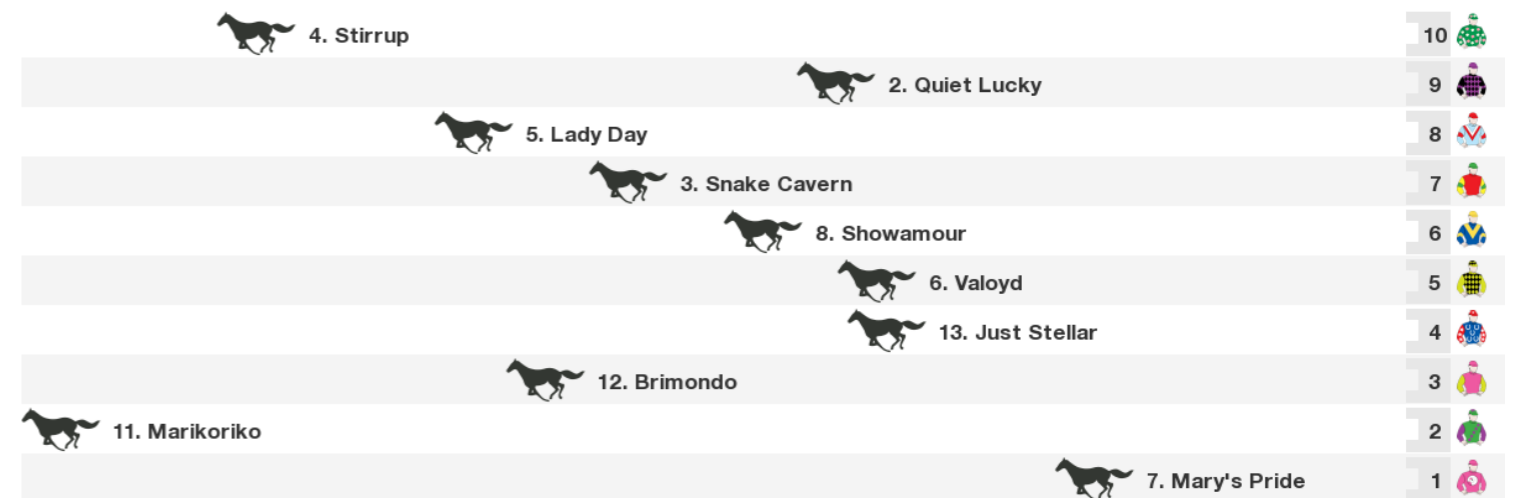 4. Stirrup 10
2. Quiet Lucky 9
5. Lady Day 8
3. Snake Cavern 7
8. Showamour 6
6. Valoyd 5
13. Just Stellar 4
12. Brimondo 3
11. Marikoriko 2
7. Mary's Pride 1